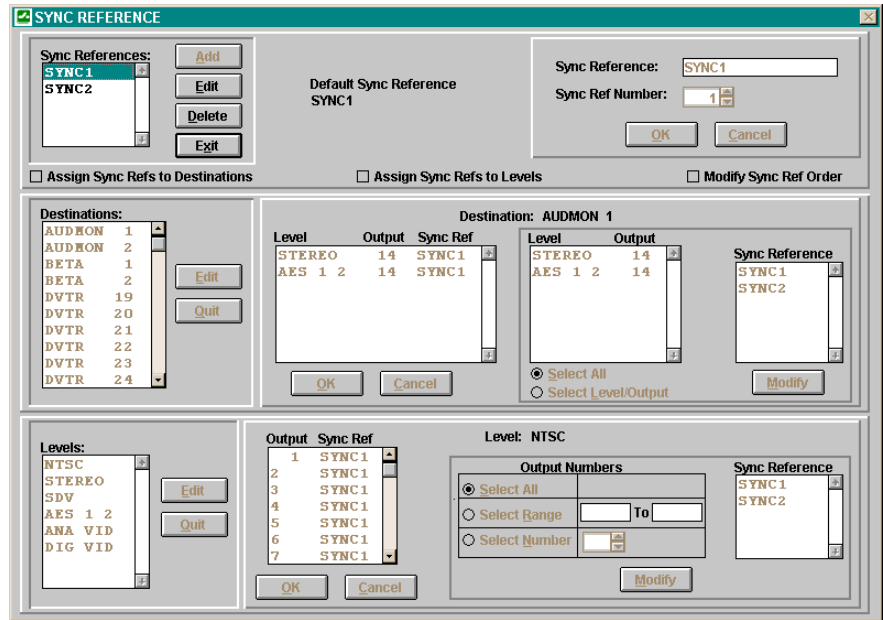 SYNC REFERENCE
Sync References:
SYNC1
SYNC2
Add
Edit
Delete
Exit
Default Sync Reference
SYNC1
Sync Reference: SYNC1
Sync Ref Number: 1
OK Cancel
Assign Sync Refs to Destinations Assign Sync Refs to Levels Modify Sync Ref Order
Destinations:
AUDMON 1
AUDMON 2
BETA 1
BETA 2
DVTR 19
DVTR 20
DVTR 21
DVTR 22
DVTR 23
DVTR 24
Edit
Quit
Destination: AUDMON 1
Level Output Sync Ref
STEREO 14 SYNC1
AES 1 2 14 SYNC1
OK Cancel
Level Output
STEREO 14
AES 1 2 14
Select All
Select Level/Output
Sync Reference
SYNC1
SYNC2
Modify
Levels:
NTSC
STEREO
SDV
AES 1 2
ANA VID
DIG VID
Edit
Quit
Output Sync Ref
1 SYNC1
2 SYNC1
3 SYNC1
4 SYNC1
5 SYNC1
6 SYNC1
7 SYNC1
OK Cancel
Level: NTSC
Output Numbers
Select All
Select Range To
Select Number
Modify
Sync Reference
SYNC1
SYNC2